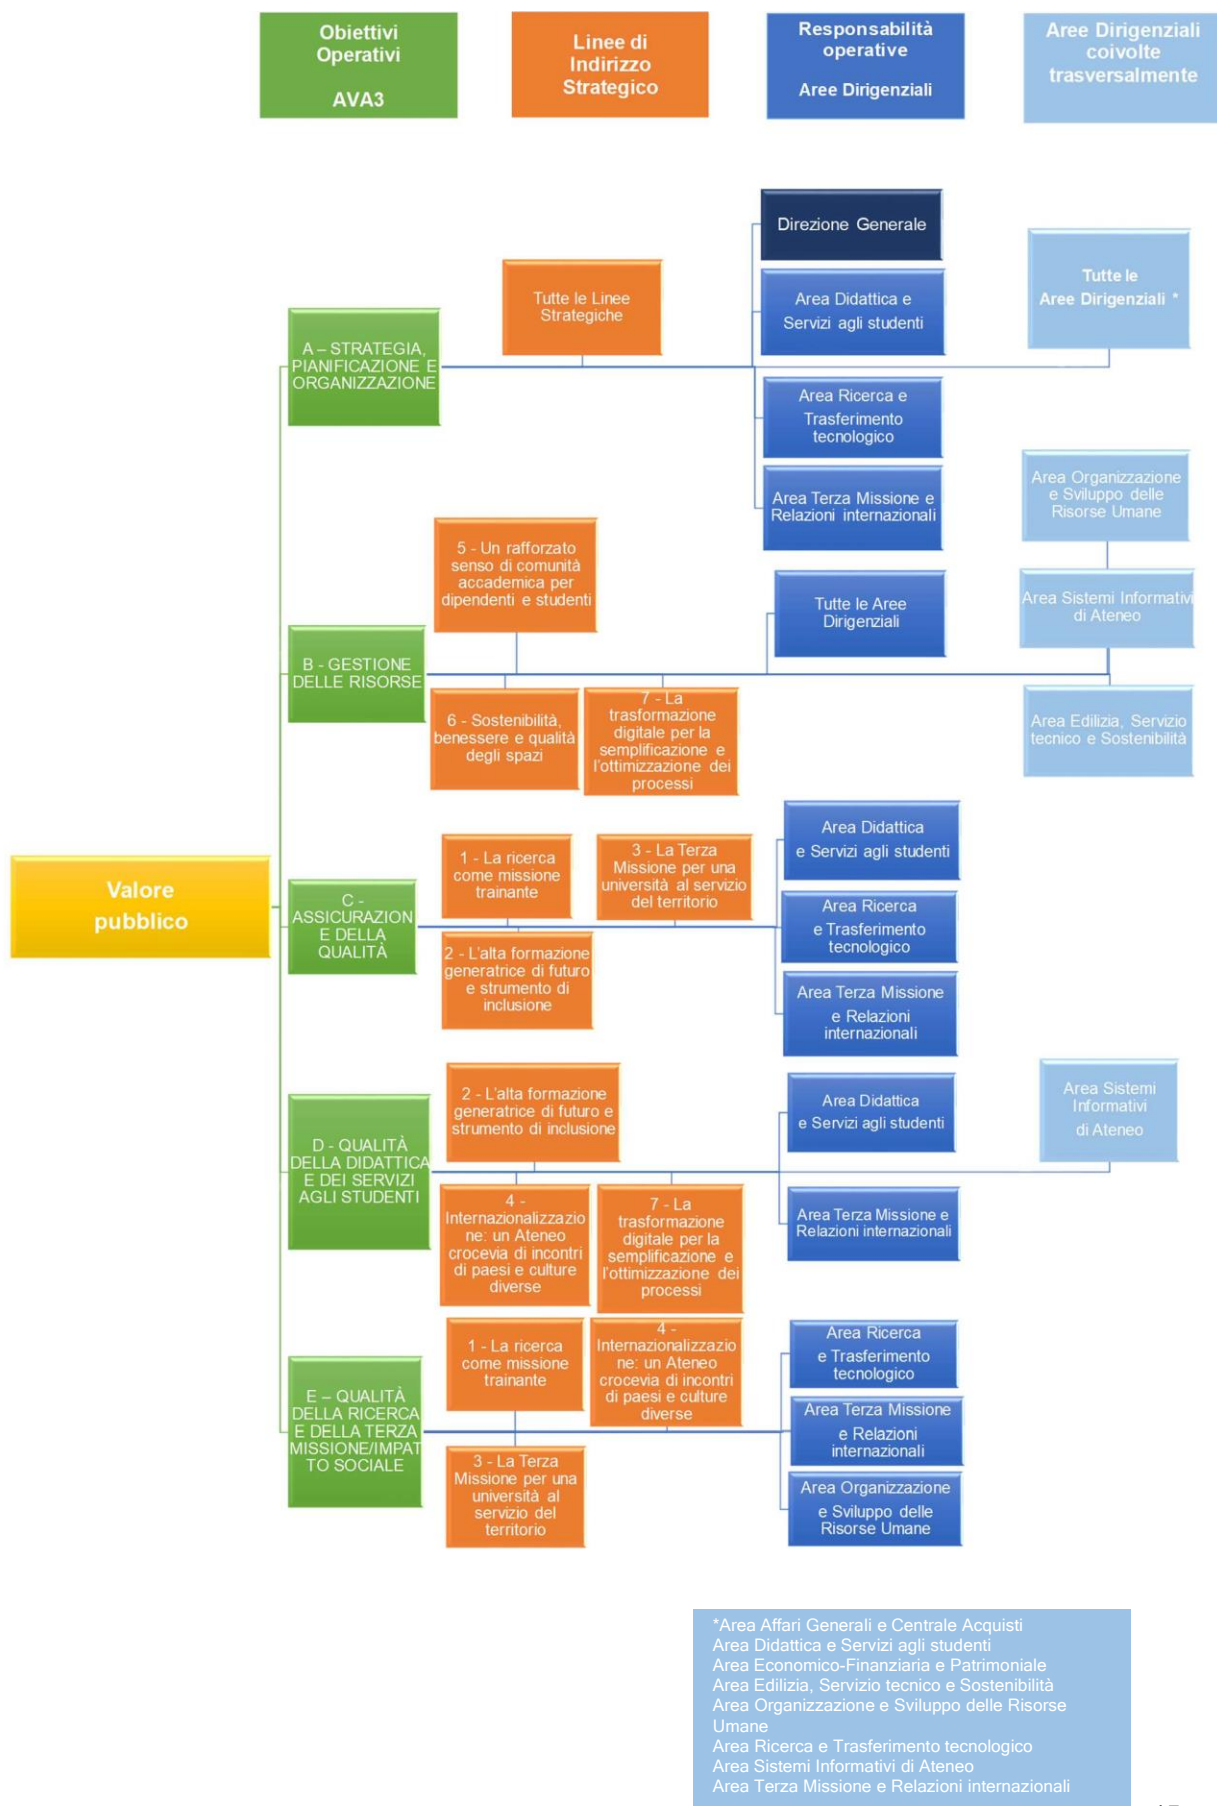 Obiettivi
Operativi
AVA3
Linee di
Indirizzo
Strategico
Responsabilità
operative
Aree Dirigenziali
Aree Dirigenziali
coivolte
trasversalmente
Valore
pubblico
A – STRATEGIA,
PIANIFICAZIONE E
ORGANIZZAZIONE
Tutte le Linee
Strategiche
Direzione Generale
Area Didattica e
Servizi agli studenti
Area Ricerca e
Trasferimento
tecnologico
Area Terza Missione e
Relazioni internazionali
Tutte le
Aree Dirigenziali *
B - GESTIONE
DELLE RISORSE
5 - Un rafforzato
senso di comunità
accademica per
dipendenti e studenti
6 - Sostenibilità,
benessere e qualità
degli spazi
7 - La
trasformazione
digitale per la
semplificazione e
l'ottimizzazione dei
processi
Tutte le Aree
Dirigenziali
Area Organizzazione
e Sviluppo delle
Risorse Umane
Area Sistemi Informativi
di Ateneo
Area Edilizia, Servizio
tecnico e Sostenibilità
C -
ASSICURAZION
E DELLA
QUALITÀ
1 - La ricerca
come missione
trainante
2 - L'alta formazione
generatrice di futuro
e strumento di
inclusione
3 - La Terza
Missione per una
università al servizio
del territorio
Area Didattica
e Servizi agli studenti
Area Ricerca
e Trasferimento
tecnologico
Area Terza Missione
e Relazioni
internazionali
D - QUALITÀ
DELLA DIDATTICA
E DEI SERVIZI
AGLI STUDENTI
2 - L'alta formazione
generatrice di futuro e
strumento di inclusione
4 -
Internazionalizzazio
ne: un Ateneo
crocevia di incontri
di paesi e culture
diverse
7 - La
trasformazione
digitale per la
semplificazione e
l'ottimizzazione dei
processi
Area Didattica
e Servizi agli studenti
Area Terza Missione e
Relazioni internazionali
Area Sistemi
Informativi
di Ateneo
E – QUALITÀ
DELLA RICERCA
E DELLA TERZA
MISSIONE/IMPAT
TO SOCIALE
1 - La ricerca
come missione
trainante
3 - La Terza
Missione per una
università al
servizio del
territorio
4 -
Internazionalizzazio
ne: un Ateneo
crocevia di incontri
di paesi e culture
diverse
Area Ricerca
e Trasferimento
tecnologico
Area Terza Missione
e Relazioni
internazionali
Area Organizzazione
e Sviluppo delle
Risorse Umane
*Area Affari Generali e Centrale Acquisti
Area Didattica e Servizi agli studenti
Area Economico-Finanziaria e Patrimoniale
Area Edilizia, Servizio tecnico e Sostenibilità
Area Organizzazione e Sviluppo delle Risorse
Umane
Area Ricerca e Trasferimento tecnologico
Area Sistemi Informativi di Ateneo
Area Terza Missione e Relazioni internazionali